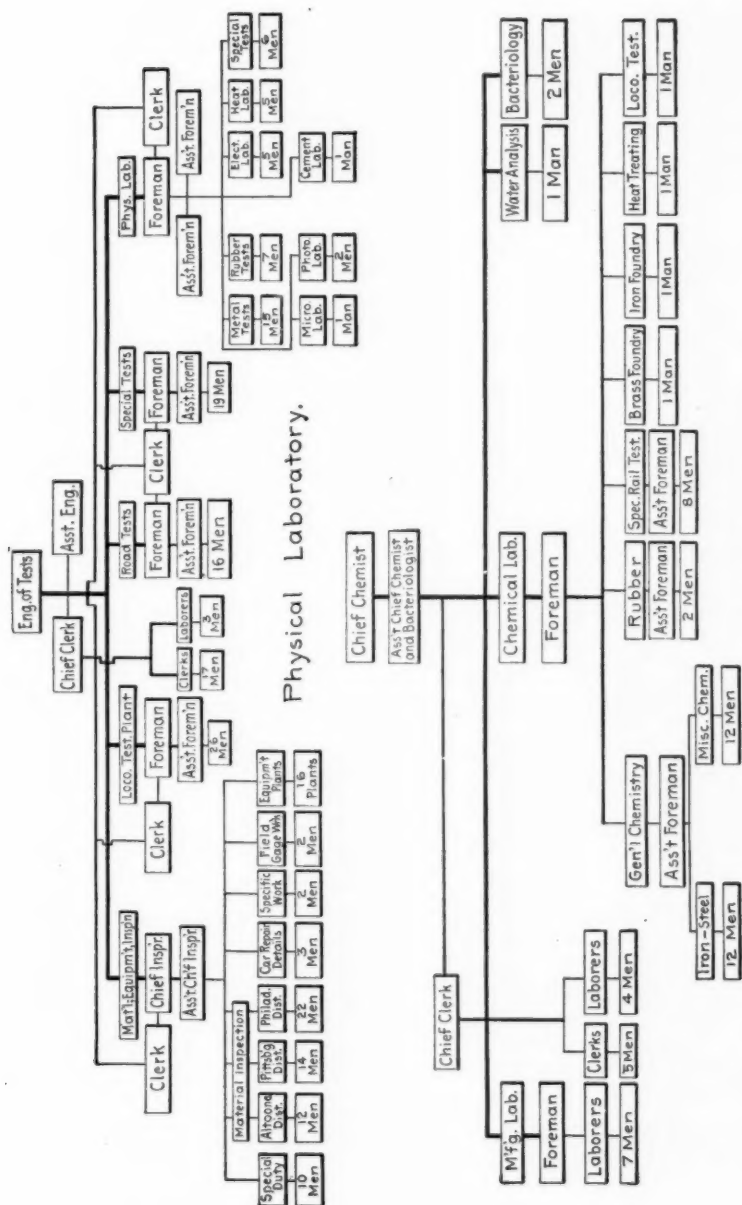 Eng. of Tests
Chief Clerk
Asst. Eng.
Mat'l.-Equipm't, Insp'n
Loco. Test. Plant
Road Tests
Special Tests
Phys. Lab.
Clerk
Chief Inspr.
Clerk
Foreman
Foreman
Clerk
Foreman
Foreman
Clerk
Ass't Ch'f Inspr.
Ass't. Forem'n
26
Men
Clerks
17
Men
Laborers
3
Men
Ass't. Forem'n
16 Men
Ass't. Forem'n
19 Men
Ass't. Forem'n
Ass't. Forem'n
Material Inspection
Special
Duty
10
Men
Altoona
Dist.
12
Men
Pittsb'g
Dist.
14
Men
Philad.
Dist.
22
Men
Car Repair
Details
3
Men
Specific
Work
2
Men
Field
Gage Wk
2
Men
Equipm't
Plants
16
Plants
Metal
Tests
15
Men
Rubber
Tests
7
Men
Elect.
Lab.
5
Men
Heat
Lab.
5
Men
Special
Tests
6
Men
Micro.
Lab.
1
Man
Photo.
Lab.
2
Men
Cement
Lab.
1
Man
Physical Laboratory.
Chief Chemist
Ass't Chief Chemist
and Bacteriologist
Chief Clerk
M'f'g. Lab.
Foreman
Laborers
7 Men
Clerks
5 Men
Laborers
4 Men
Chemical Lab.
Foreman
Water Analysis
1 Man
Bacteriology
2 Men
Gen'l Chemistry
Ass't Foreman
Iron-Steel
12 Men
Misc. Chem.
12 Men
Rubber
Ass't Foreman
2 Men
Spec. Rail Test.
Ass't Foreman
8 Men
Brass Foundry
1 Man
Iron Foundry
1 Man
Heat Treating
1 Man
Loco. Test.
1 Man